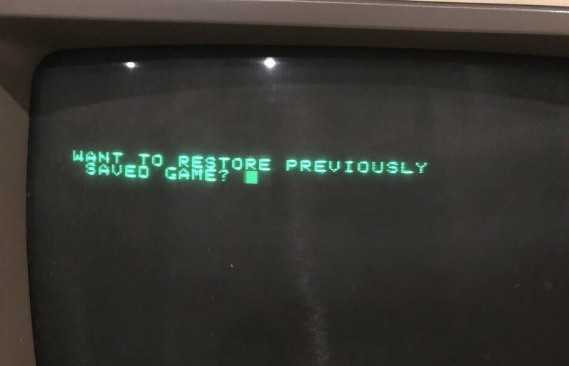 WANT TO RESTORE PREVIOUSLY
SAVED GAME?